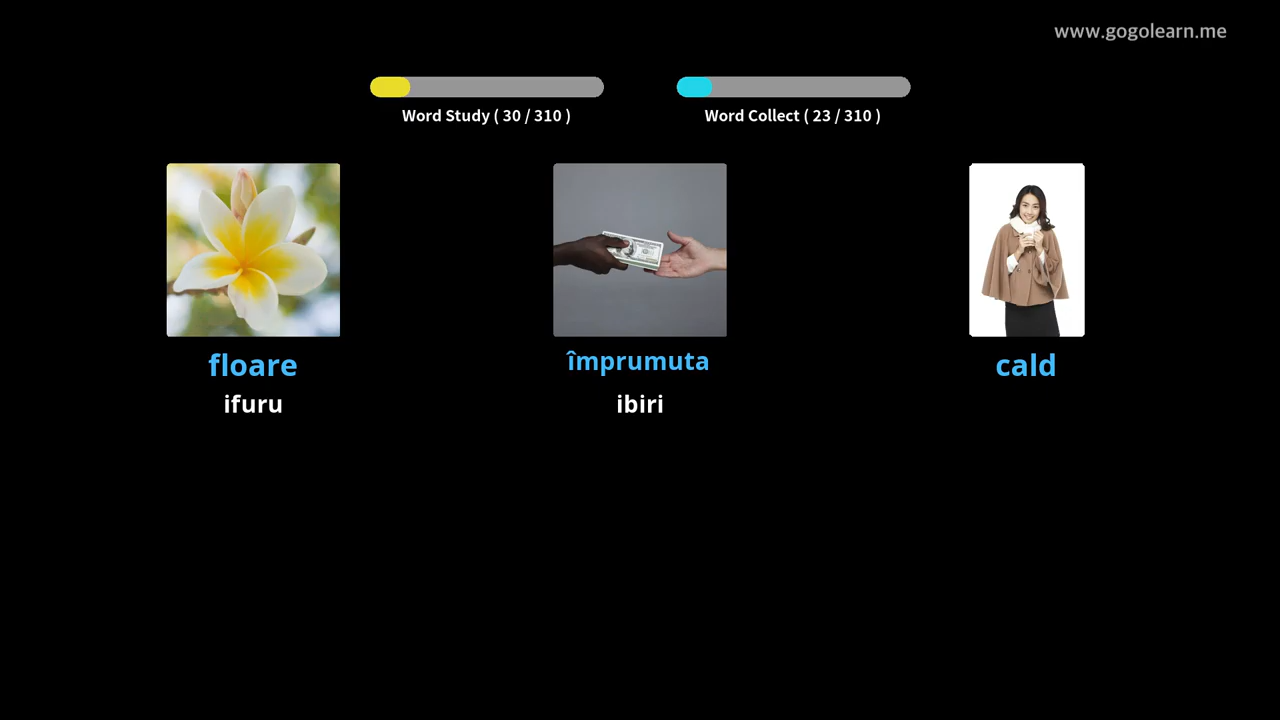 www.gogolearn.me
Word Study ( 30 / 310 )
Word Collect ( 23 / 310 )
floare
ifuru
împrumuta
ibiri
cald